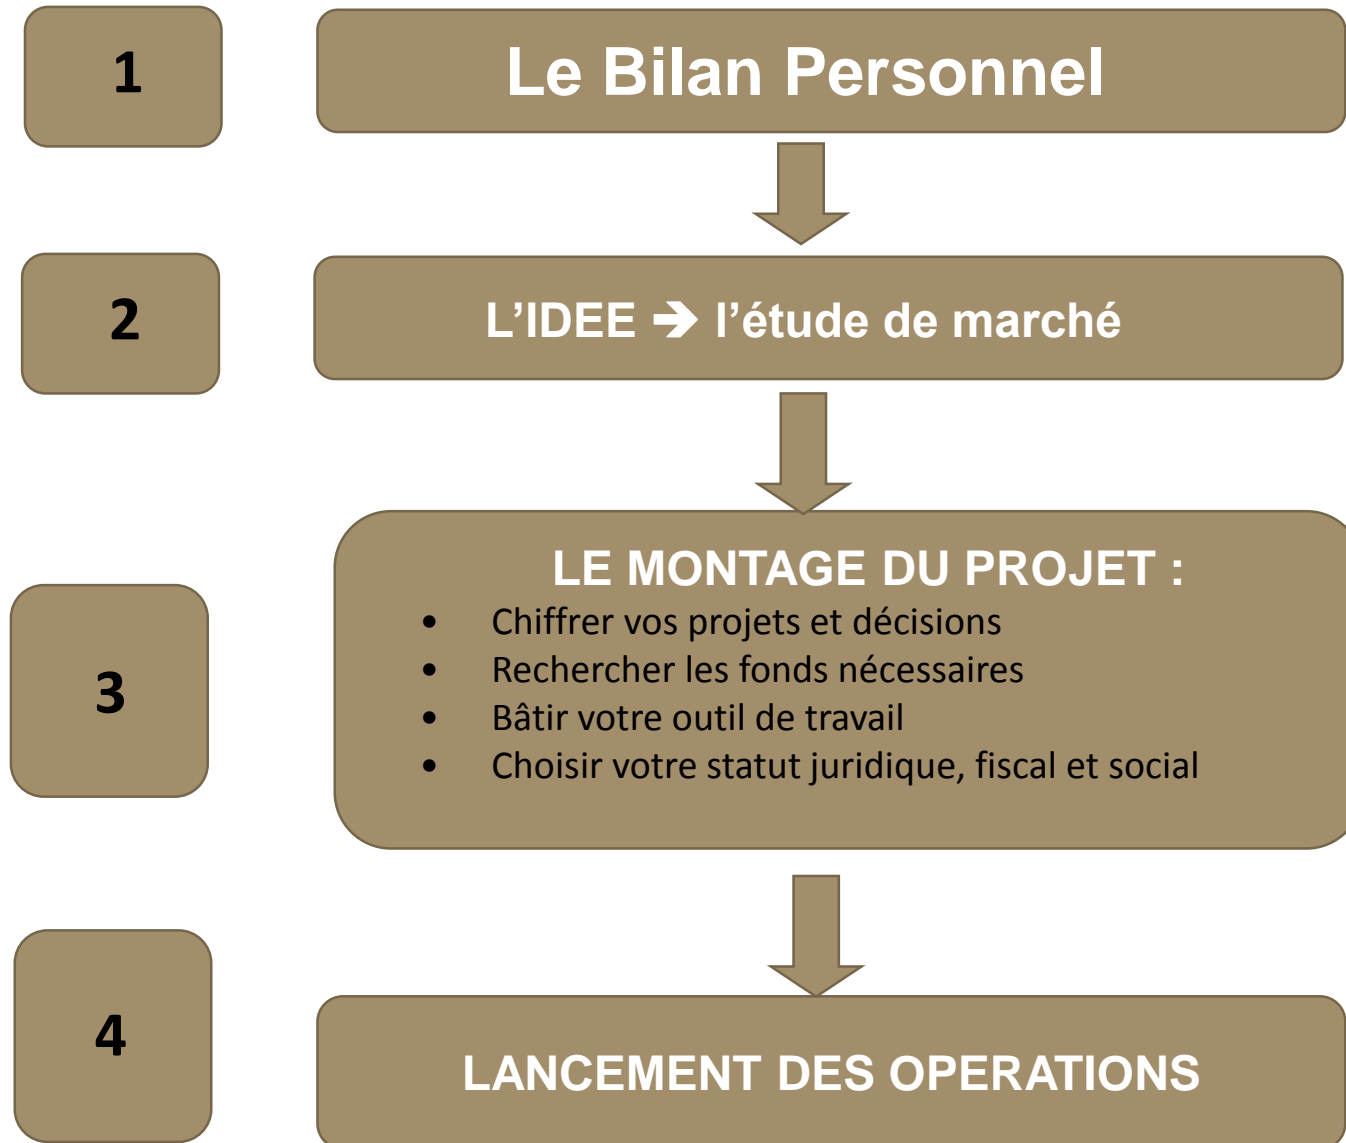 1
Le Bilan Personnel
2
L’IDEE ➔ l’étude de marché
3
LE MONTAGE DU PROJET :
• Chiffrer vos projets et décisions
• Rechercher les fonds nécessaires
• Bâtir votre outil de travail
• Choisir votre statut juridique, fiscal et social
4
LANCEMENT DES OPERATIONS